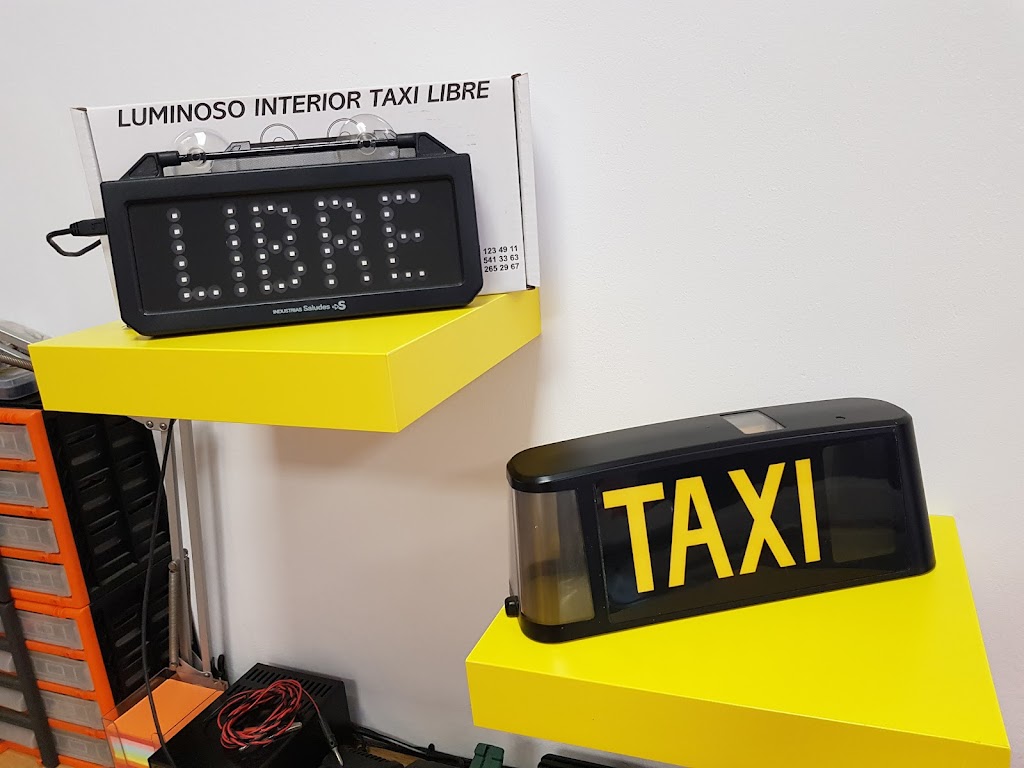 LUMINOSO INTERIOR TAXI LIBRE
LIBRE
123 49 11
541 33 63
265 29 67
INDUSTRIAS Saludes S
TAXI